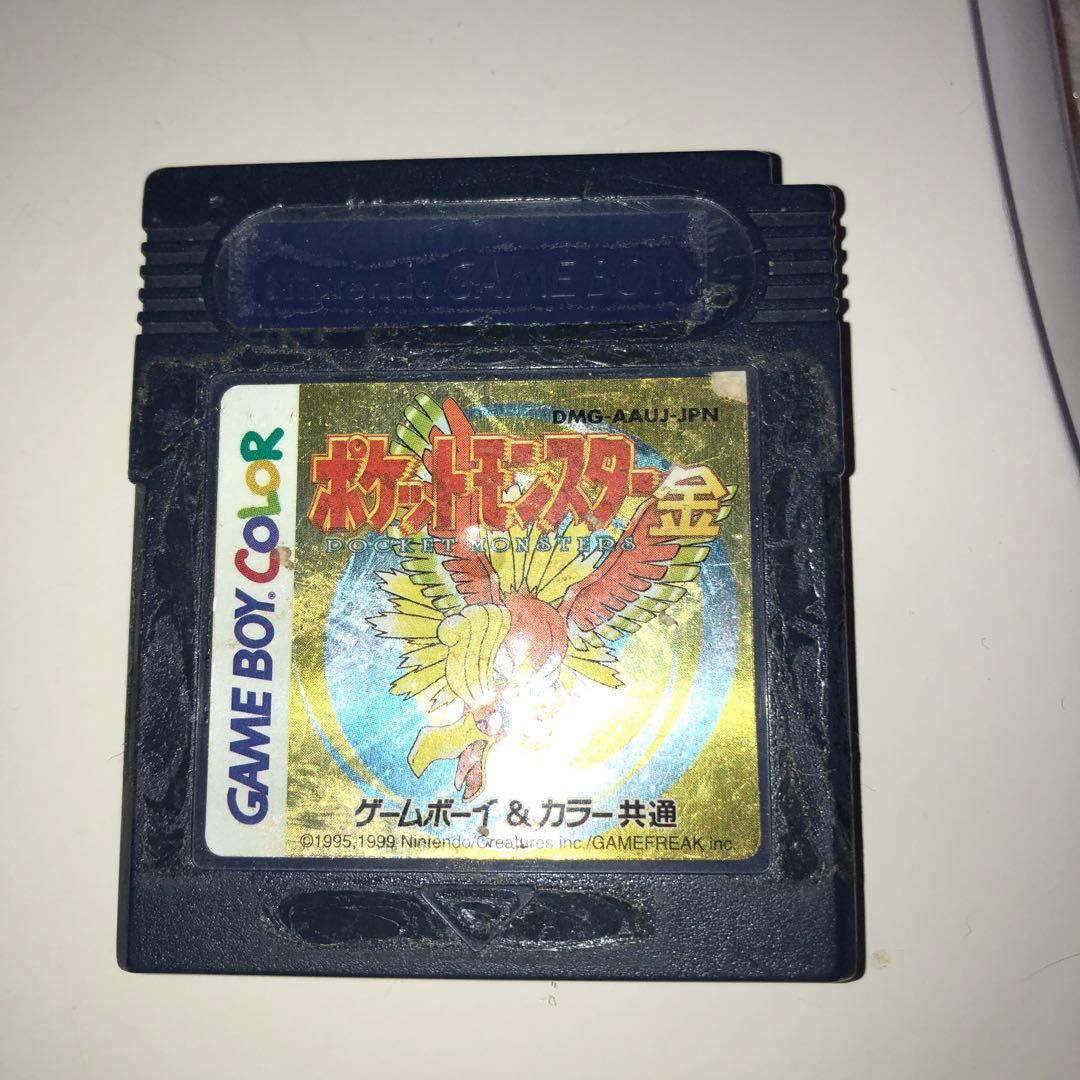 Nintendo GAME BOY
DMG-AAUJ-JPN
ポケットモンスター金
POCKET MONSTERS
GAME BOY® COLOR
ゲームボーイ & カラー共通
©1995,1999 Nintendo/Creatures inc./GAMEFREAK inc.